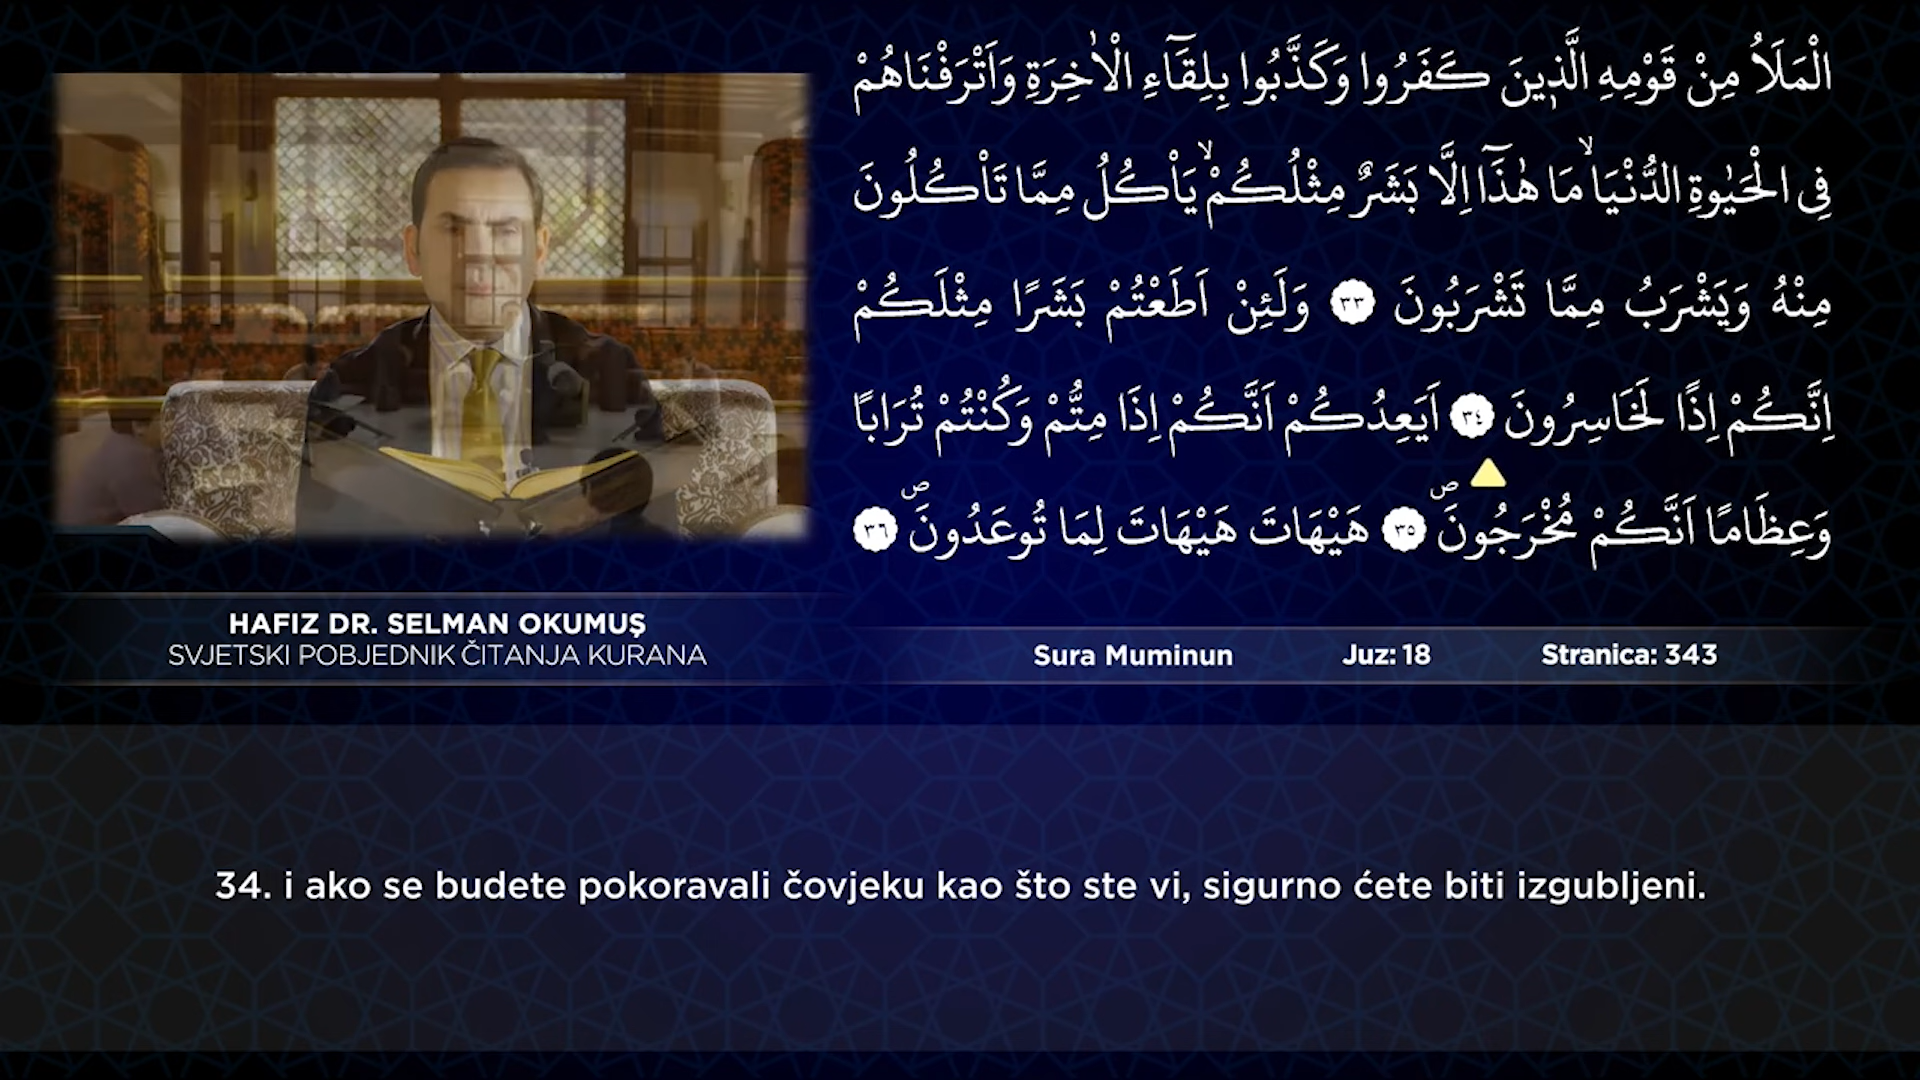 الْمَلَاُ مِنْ قَوْمِهِ الَّذٖينَ كَفَرُوا وَكَذَّبُوا بِلِقَٓاءِ الْاٰخِرَةِ وَاَتْرَفْنَاهُمْ
فِى الْحَيٰوةِ الدُّنْيَاۙ مَا هٰذَٓا اِلَّا بَشَرٌ مِثْلُكُمْۙ يَاْكُلُ مِمَّا تَاْكُلُونَ
مِنْهُ وَيَشْرَبُ مِمَّا تَشْرَبُونَ ٣٣ وَلَئِنْ اَطَعْتُمْ بَشَرًا مِثْلَكُمْ
اِنَّكُمْ اِذًا لَخَاسِرُونَ ٣٤ اَيَعِدُكُمْ اَنَّكُمْ اِذَا مِتُّمْ وَكُنْتُمْ تُرَابًا
وَعِظَامًا اَنَّكُمْ مُخْرَجُونَۖ ٣٥ هَيْهَاتَ هَيْهَاتَ لِمَا تُوعَدُونَۖ ٣٦
HAFIZ DR. SELMAN OKUMUŞ
SVJETSKI POBJEDNIK ČITANJA KURANA
Sura Muminun Juz: 18 Stranica: 343
34. i ako se budete pokoravali čovjeku kao što ste vi, sigurno ćete biti izgubljeni.